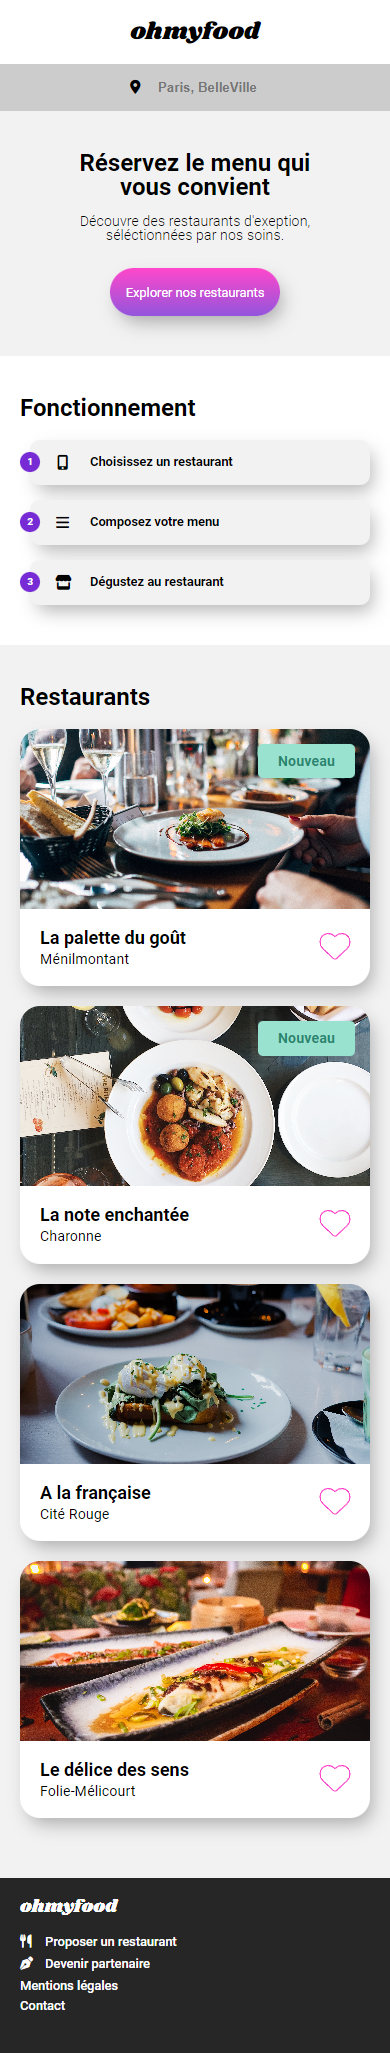 ohmyfood
Paris, BelleVille
Réservez le menu qui
vous convient
Découvre des restaurants d'exeption,
séléctionnées par nos soins.
Explorer nos restaurants
Fonctionnement
1 Choisissez un restaurant
2 Composez votre menu
3 Dégustez au restaurant
Restaurants
Nouveau
La palette du goût
Ménilmontant
Nouveau
La note enchantée
Charonne
A la française
Cité Rouge
Le délice des sens
Folie-Mélicourt
ohmyfood
Proposer un restaurant
Devenir partenaire
Mentions légales
Contact